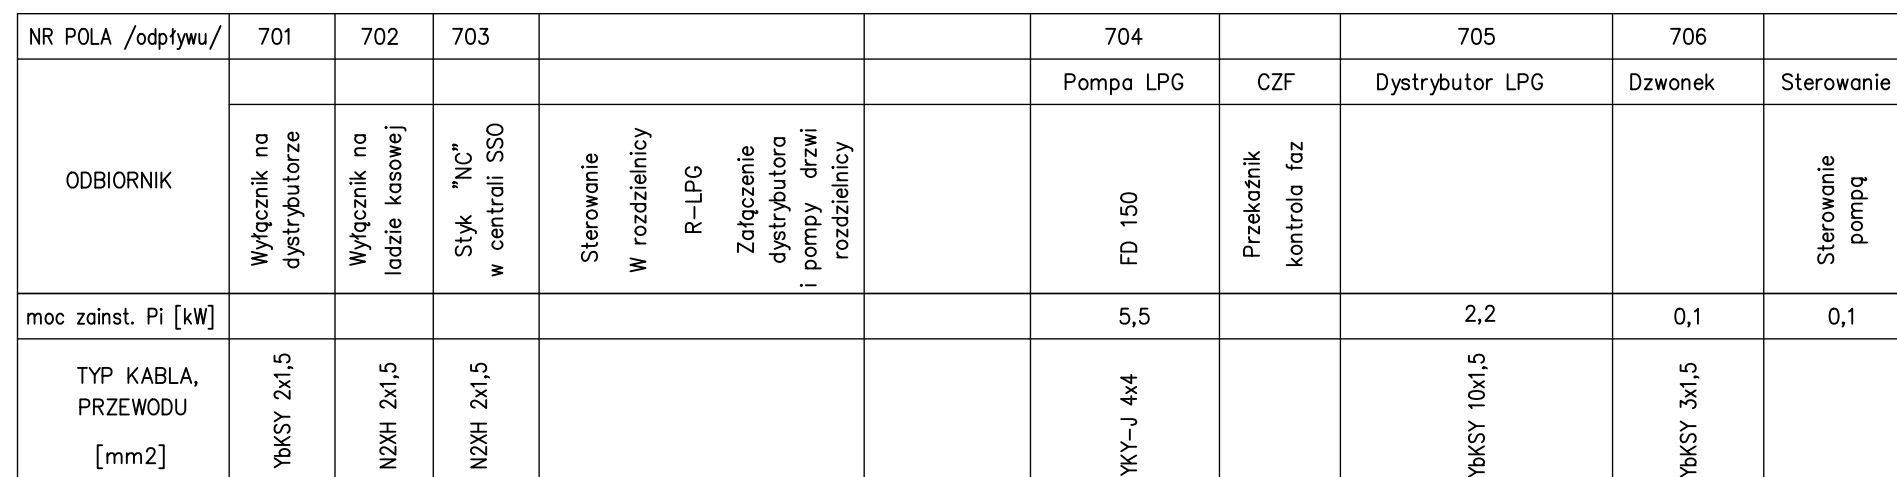 NR POLA /odpływu/ 701 702 703 704 705 706
Pompa LPG CZF Dystrybutor LPG Dzwonek Sterowanie
ODBIORNIK
Wyłącznik na
dystrybutorze
Wyłącznik na
ladzie kasowej
Styk "NC"
w centrali SSO
Sterowanie
W rozdzielnicy
R-LPG
Załączenie
dystrybutora
i pompy drzwi
rozdzielnicy
FD 150
Przekaźnik
kontrola faz
Sterowanie
pompą
moc zainst. Pi [kW] 5,5 2,2 0,1 0,1
TYP KABLA,
PRZEWODU
[mm2]
YbKSY 2x1,5
N2XH 2x1,5
N2XH 2x1,5
YKY-J 4x4
YbKSY 10x1,5
YbKSY 3x1,5